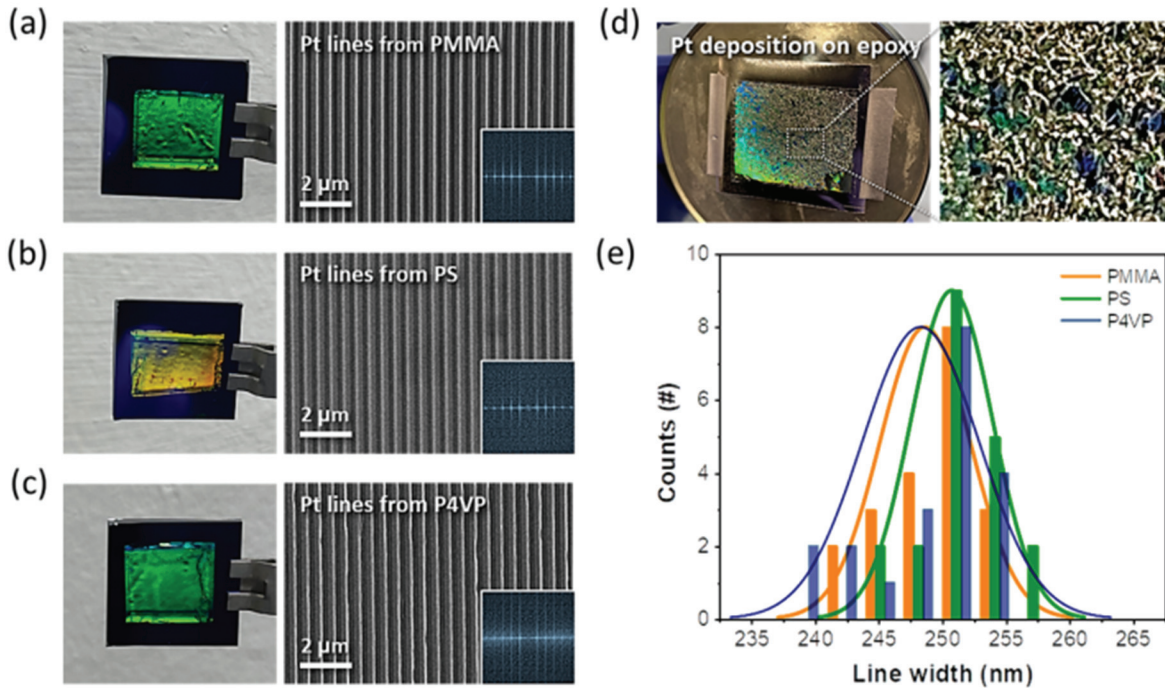 (a)
Pt lines from PMMA
2 μm
(b)
Pt lines from PS
2 μm
(c)
Pt lines from P4VP
2 μm
(d)
Pt deposition on epoxy
(e)
10
8
6
4
2
0
Counts (#)
PMMA
PS
P4VP
235 240 245 250 255 260 265
Line width (nm)